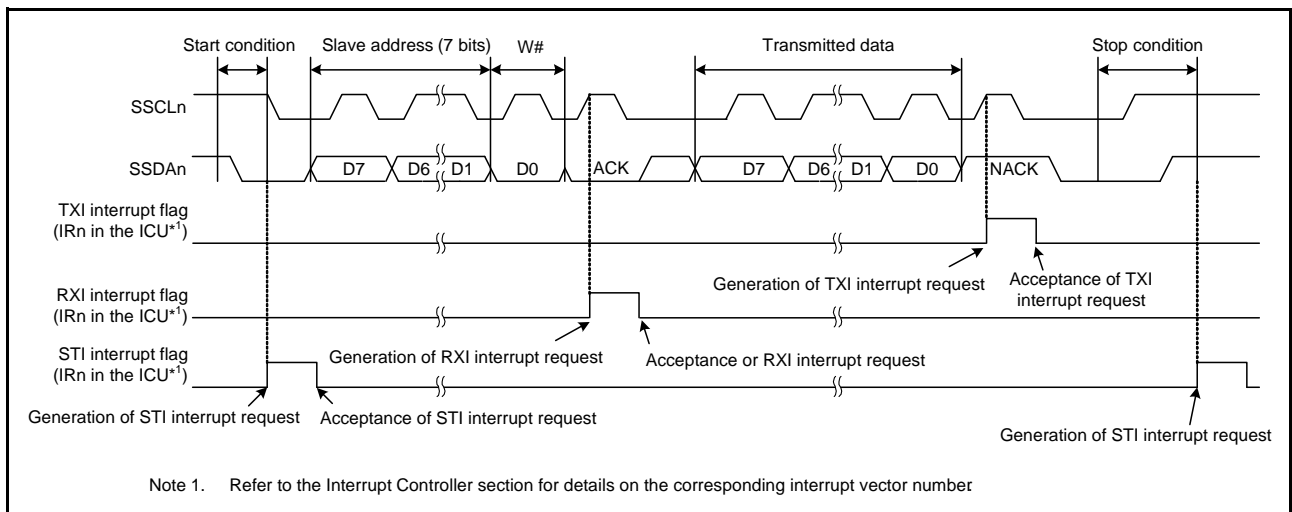 Start condition
Slave address (7 bits)
W#
Transmitted data
Stop condition
SSCLn
SSDAn
D7
D6
D1
D0
ACK
D7
D6
D1
D0
NACK
TXI interrupt flag
(IRn in the ICU*1)
Generation of TXI interrupt request
Acceptance of TXI
interrupt request
RXI interrupt flag
(IRn in the ICU*1)
Generation of RXI interrupt request
Acceptance or RXI interrupt request
STI interrupt flag
(IRn in the ICU*1)
Generation of STI interrupt request
Acceptance of STI interrupt request
Generation of STI interrupt request
Note 1. Refer to the Interrupt Controller section for details on the corresponding interrupt vector number.